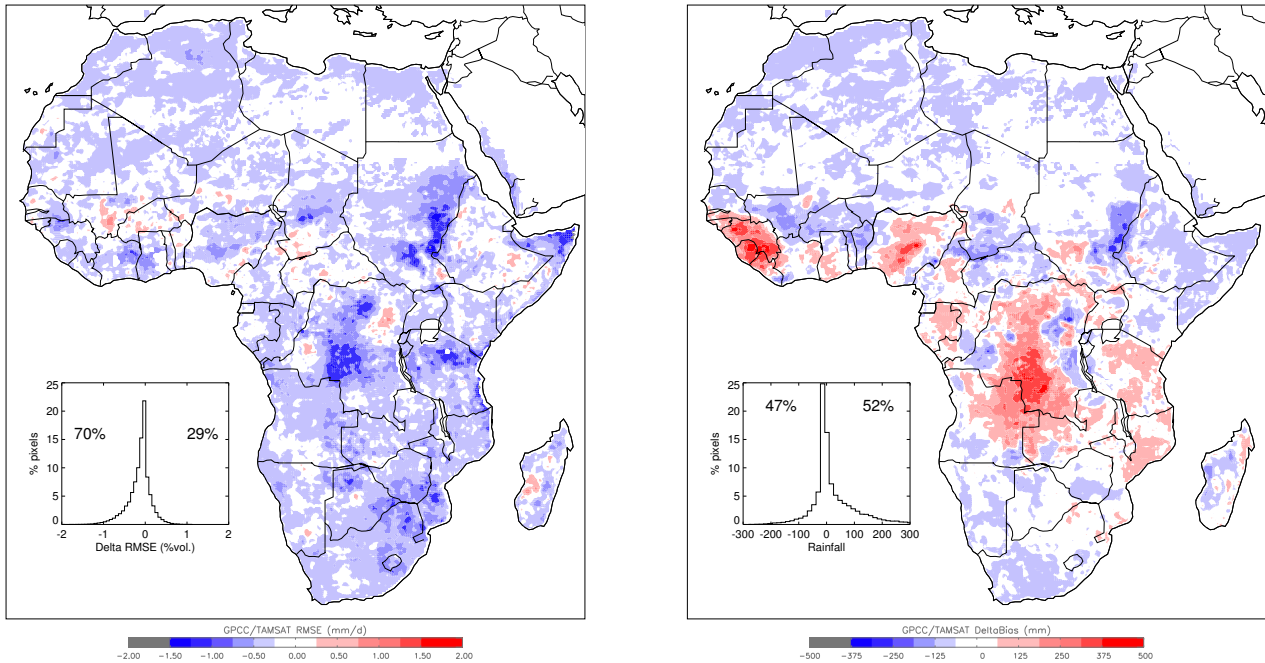 25
20
15
10
5
0
% pixels
70%
29%
-2
-1
0
1
2
Delta RMSE (%vol.)
GPCC/TAMSAT RMSE (mm/d)
-2.00 -1.50 -1.00 -0.50 0.00 0.50 1.00 1.50 2.00
25
20
15
10
5
0
% pixels
47%
52%
-300 -200 -100 0 100 200 300
Rainfall
GPCC/TAMSAT DeltaBias (mm)
-500 -375 -250 -125 0 125 250 375 500